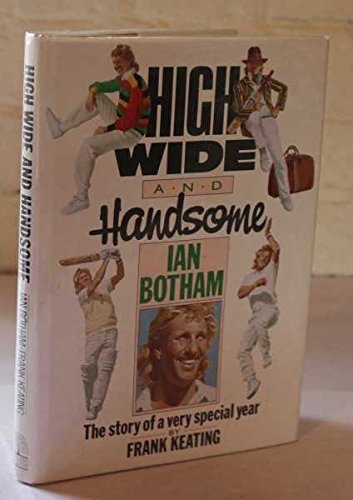 HIGH WIDE AND HANDSOME
IAN BOTHAM FRANK KEATING
HIGH
WIDE
A·N·D
Handsome
IAN
BOTHAM
The story of a very special year
BY
FRANK KEATING